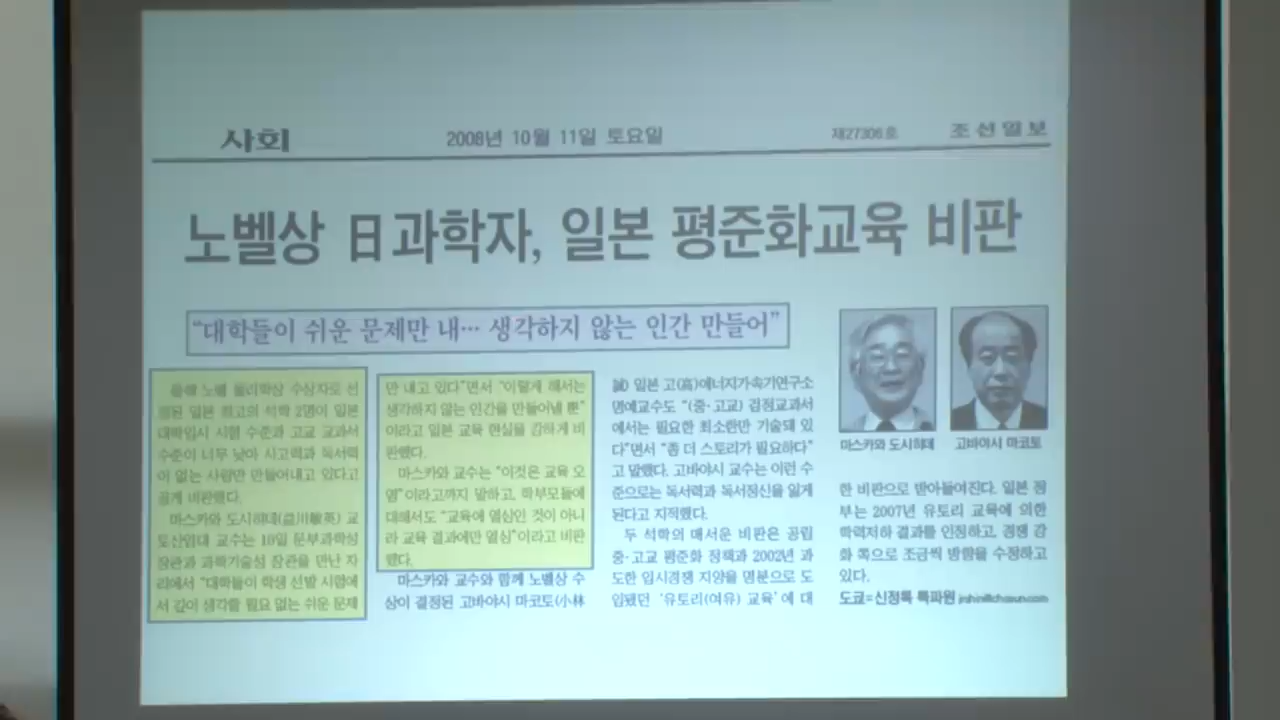 사회
2008년 10월 11일 토요일
제27306호
조선일보
노벨상 日과학자, 일본 평준화교육 비판
“대학들이 쉬운 문제만 내… 생각하지 않는 인간 만들어”
올해 노벨 물리학상 수상자로 선
정된 일본 최고의 석학 2명이 일본
대학입시 시험 수준과 고교 교과서
수준이 너무 낮아 사고력과 독서력
이 없는 사람만 만들어내고 있다고
공개 비판했다.
마스카와 도시히데(益川敏英) 교
토산업대 교수는 10일 문부과학성
장관과 과학기술성 장관을 만난 자
리에서 “대학들이 학생 선발 시험에
서 깊이 생각할 필요 없는 쉬운 문제
만 내고 있다”면서 “이렇게 해서는
생각하지 않는 인간을 만들어낼 뿐”
이라고 일본 교육 현실을 강하게 비
판했다.
마스카와 교수는 “이것은 교육 오
염”이라고까지 말하고, 학부모들에
대해서도 “교육에 열심인 것이 아니
라 교육 결과에만 열심”이라고 비판
했다.
마스카와 교수와 함께 노벨상 수
상이 결정된 고바야시 마코토(小林
誠) 일본 고(高)에너지가속기연구소
명예교수도 “(중·고교) 검정교과서
에서는 필요한 최소한만 기술돼 있
다”면서 “좀 더 스토리가 필요하다”
고 말했다. 고바야시 교수는 이런 수
준으로는 독서력과 독서정신을 잃게
된다고 지적했다.
두 석학의 매서운 비판은 공립
중·고교 평준화 정책과 2002년 과
도한 입시경쟁 지양을 명분으로 도
입됐던 ‘유토리(여유) 교육’에 대
마스카와 도시히데
고바야시 마코토
한 비판으로 받아들여진다. 일본 정
부는 2007년 유토리 교육에 의한
학력저하 결과를 인정하고, 경쟁 강
화 쪽으로 조금씩 방향을 수정하고
있다.
도쿄=신정록 특파원